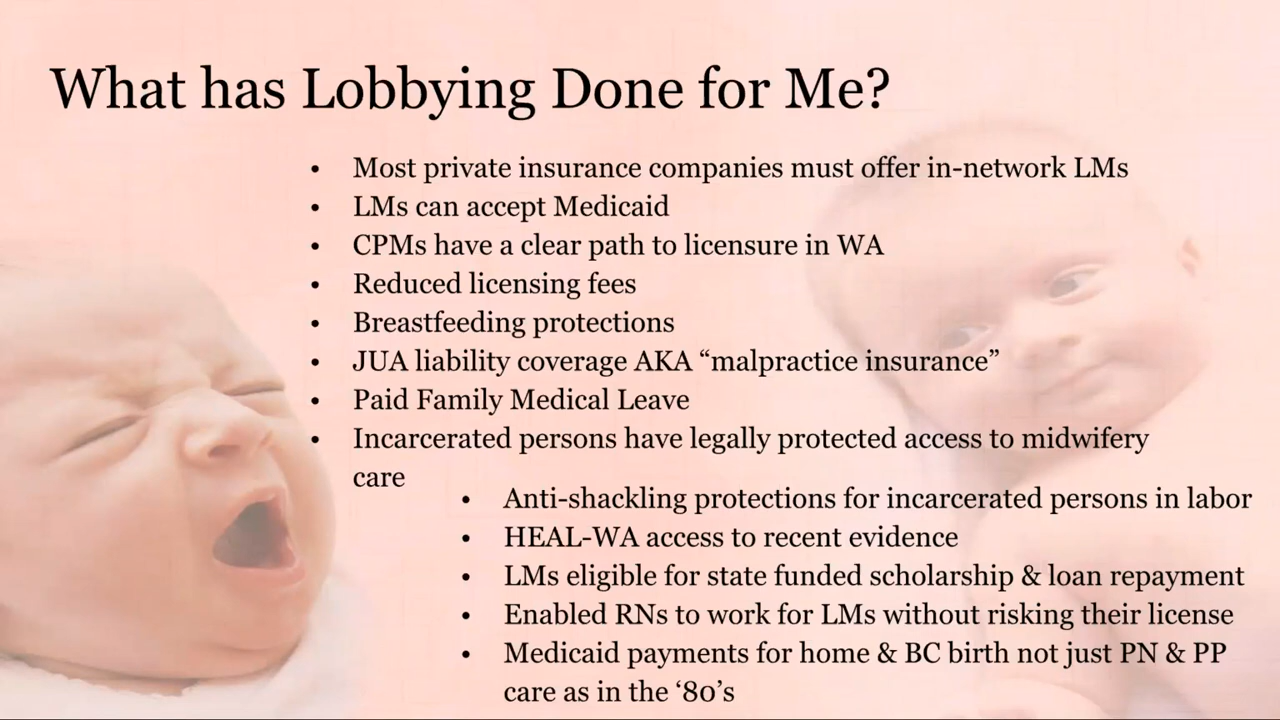 What has Lobbying Done for Me?
• Most private insurance companies must offer in-network LMs
• LMs can accept Medicaid
• CPMs have a clear path to licensure in WA
• Reduced licensing fees
• Breastfeeding protections
• JUA liability coverage AKA “malpractice insurance”
• Paid Family Medical Leave
• Incarcerated persons have legally protected access to midwifery
care
• Anti-shackling protections for incarcerated persons in labor
• HEAL-WA access to recent evidence
• LMs eligible for state funded scholarship & loan repayment
• Enabled RNs to work for LMs without risking their license
• Medicaid payments for home & BC birth not just PN & PP
care as in the ‘80’s